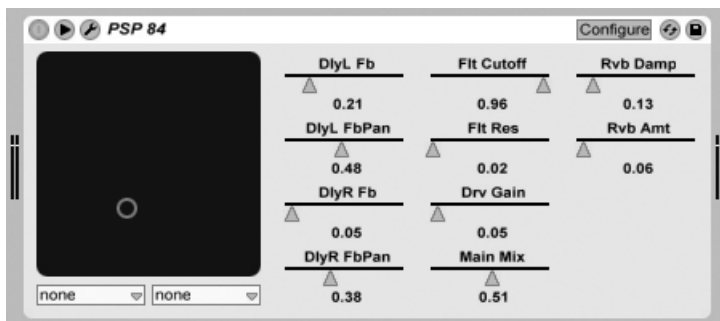 PSP 84 Configure
DlyL Fb Flt Cutoff Rvb Damp
0.21 0.96 0.13
DlyL FbPan Flt Res Rvb Amt
0.48 0.02 0.06
DlyR Fb Drv Gain
0.05 0.05
DlyR FbPan Main Mix
0.38 0.51
none none